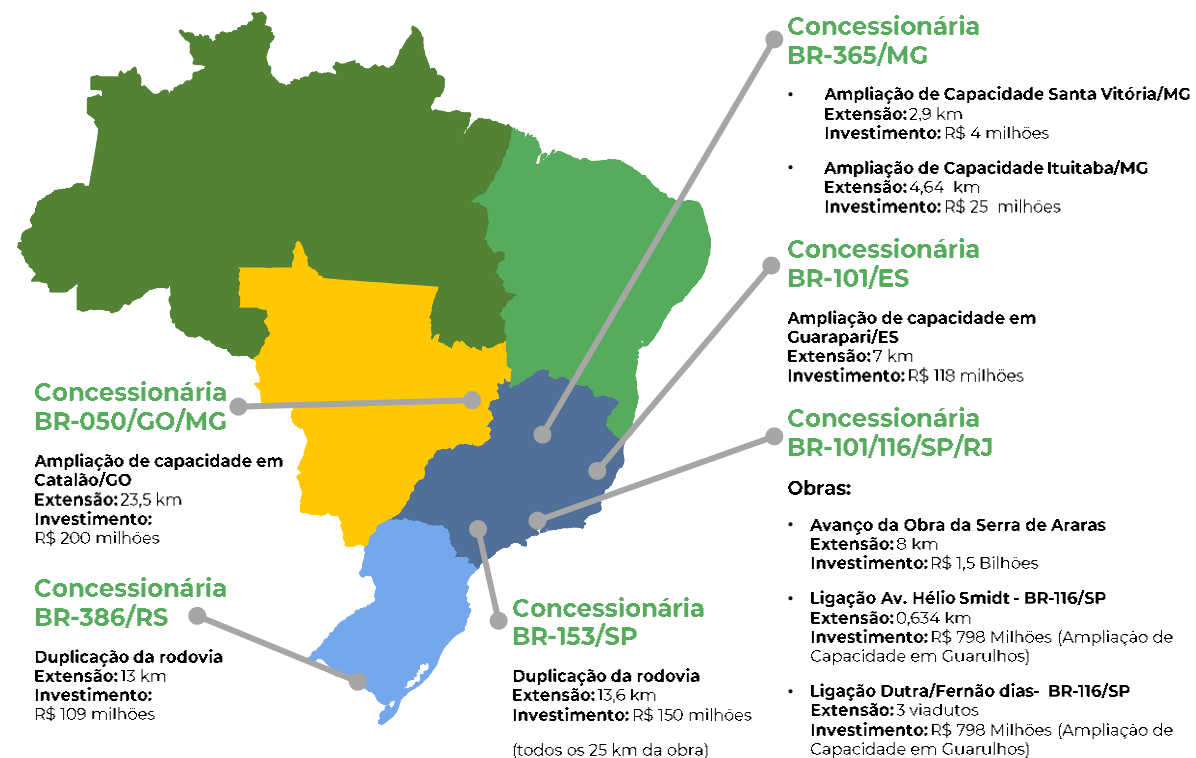 Concessionária
BR-365/MG
• Ampliação de Capacidade Santa Vitória/MG
Extensão: 2,9 km
Investimento: R$ 4 milhões
• Ampliação de Capacidade Ituitaba/MG
Extensão: 4,64 km
Investimento: R$ 25 milhões
Concessionária
BR-101/ES
Ampliação de capacidade em
Guarapari/ES
Extensão: 7 km
Investimento: R$ 118 milhões
Concessionária
BR-101/116/SP/RJ
Obras:
• Avanço da Obra da Serra de Araras
Extensão: 8 km
Investimento: R$ 1,5 Bilhões
• Ligação Av. Hélio Smidt - BR-116/SP
Extensão: 0,634 km
Investimento: R$ 798 Milhões (Ampliação de
Capacidade em Guarulhos)
• Ligação Dutra/Fernão dias- BR-116/SP
Extensão: 3 viadutos
Investimento: R$ 798 Milhões (Ampliação de
Capacidade em Guarulhos)
Concessionária
BR-050/GO/MG
Ampliação de capacidade em
Catalão/GO
Extensão: 23,5 km
Investimento:
R$ 200 milhões
Concessionária
BR-386/RS
Duplicação da rodovia
Extensão: 13 km
Investimento:
R$ 109 milhões
Concessionária
BR-153/SP
Duplicação da rodovia
Extensão: 13,6 km
Investimento: R$ 150 milhões
(todos os 25 km da obra)